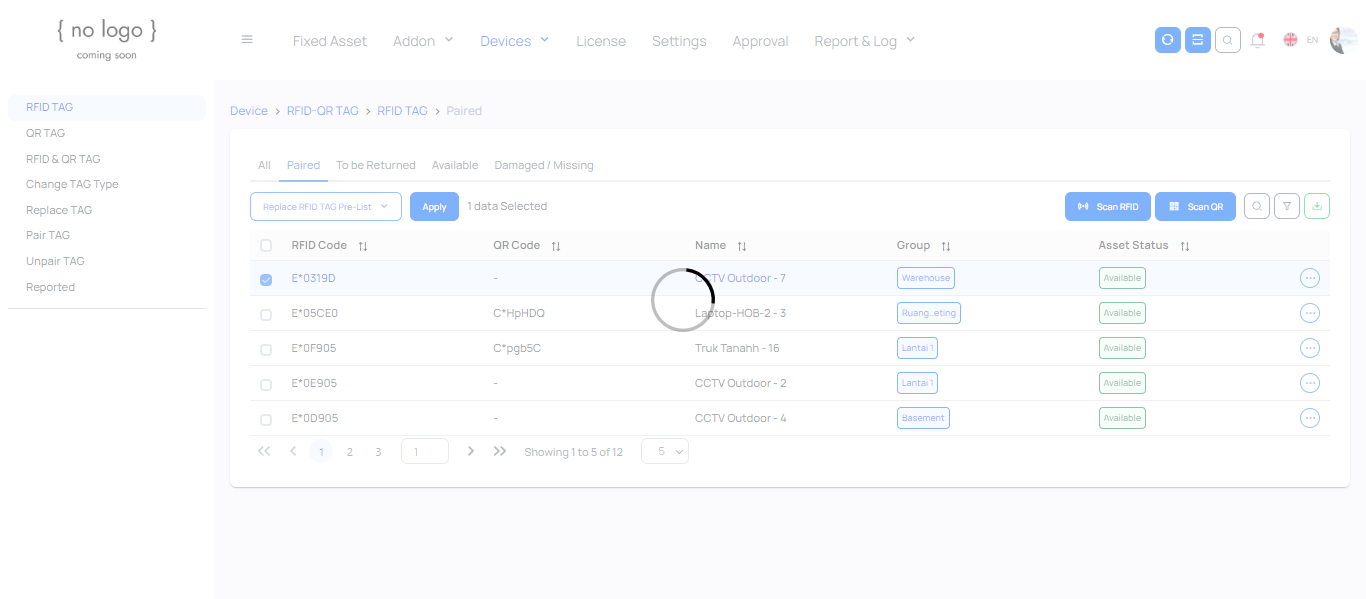 { no logo }
coming soon
Fixed Asset Addon Devices License Settings Approval Report & Log EN
RFID TAG
QR TAG
RFID & QR TAG
Change TAG Type
Replace TAG
Pair TAG
Unpair TAG
Reported
Device > RFID-QR TAG > RFID TAG > Paired
All Paired To be Returned Available Damaged / Missing
Replace RFID TAG Pre-List Apply 1 data Selected Scan RFID Scan QR
RFID Code QR Code Name Group Asset Status
E*0319D - CCTV Outdoor - 7 Warehouse Available
E*05CE0 C*HpHDQ Laptop-HOB-2 - 3 Ruang..eting Available
E*0F905 C*pgb5C Truk Tanahh - 16 Lantai 1 Available
E*0E905 - CCTV Outdoor - 2 Lantai 1 Available
E*0D905 - CCTV Outdoor - 4 Basement Available
1 2 3 1 Showing 1 to 5 of 12 5